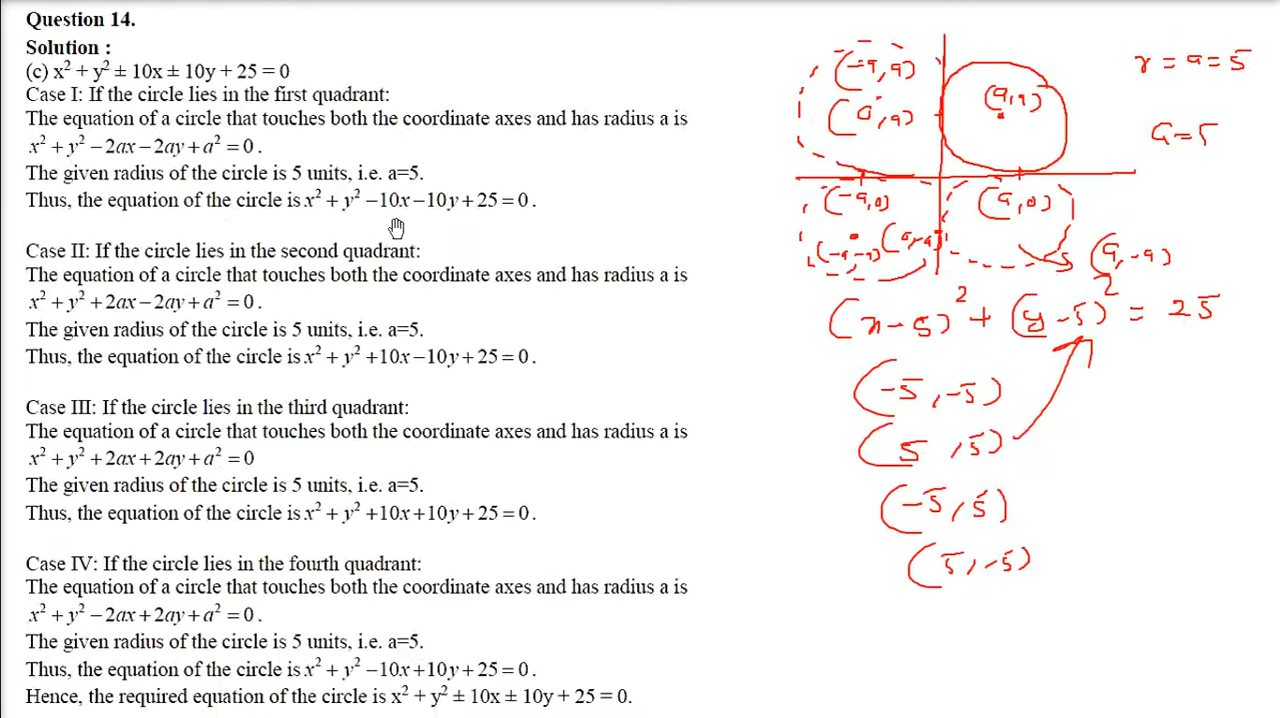 Question 14.
Solution :
(c) x² + y² ± 10x ± 10y + 25 = 0
Case I: If the circle lies in the first quadrant:
The equation of a circle that touches both the coordinate axes and has radius a is
x² + y² − 2ax − 2ay + a² = 0.
The given radius of the circle is 5 units, i.e. a=5.
Thus, the equation of the circle is x² + y² −10x −10y + 25 = 0.
Case II: If the circle lies in the second quadrant:
The equation of a circle that touches both the coordinate axes and has radius a is
x² + y² + 2ax − 2ay + a² = 0.
The given radius of the circle is 5 units, i.e. a=5.
Thus, the equation of the circle is x² + y² +10x −10y + 25 = 0.
Case III: If the circle lies in the third quadrant:
The equation of a circle that touches both the coordinate axes and has radius a is
x² + y² + 2ax + 2ay + a² = 0
The given radius of the circle is 5 units, i.e. a=5.
Thus, the equation of the circle is x² + y² +10x +10y + 25 = 0.
Case IV: If the circle lies in the fourth quadrant:
The equation of a circle that touches both the coordinate axes and has radius a is
x² + y² − 2ax + 2ay + a² = 0.
The given radius of the circle is 5 units, i.e. a=5.
Thus, the equation of the circle is x² + y² −10x +10y + 25 = 0.
Hence, the required equation of the circle is x² + y² ± 10x ± 10y + 25 = 0.
(-a, a)
(a, a)
r = a = 5
(0, a)
a = 5
(-a, 0)
(a, 0)
(-a, -a)
(a, -a)
(x - 5)² + (y - 5)² = 25
(-5, -5)
(5, 5)
(-5, 5)
(5, -5)